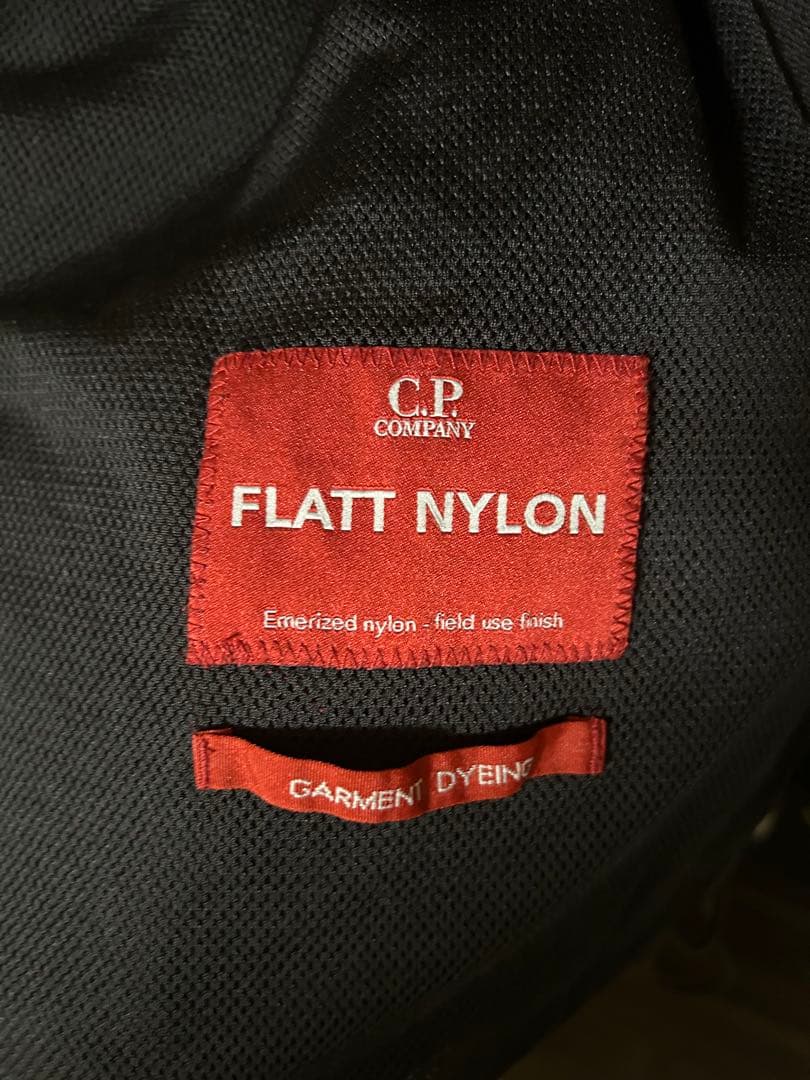 C.P.
COMPANY
FLATT NYLON
Emerized nylon - field use finish
GARMENT DYEING